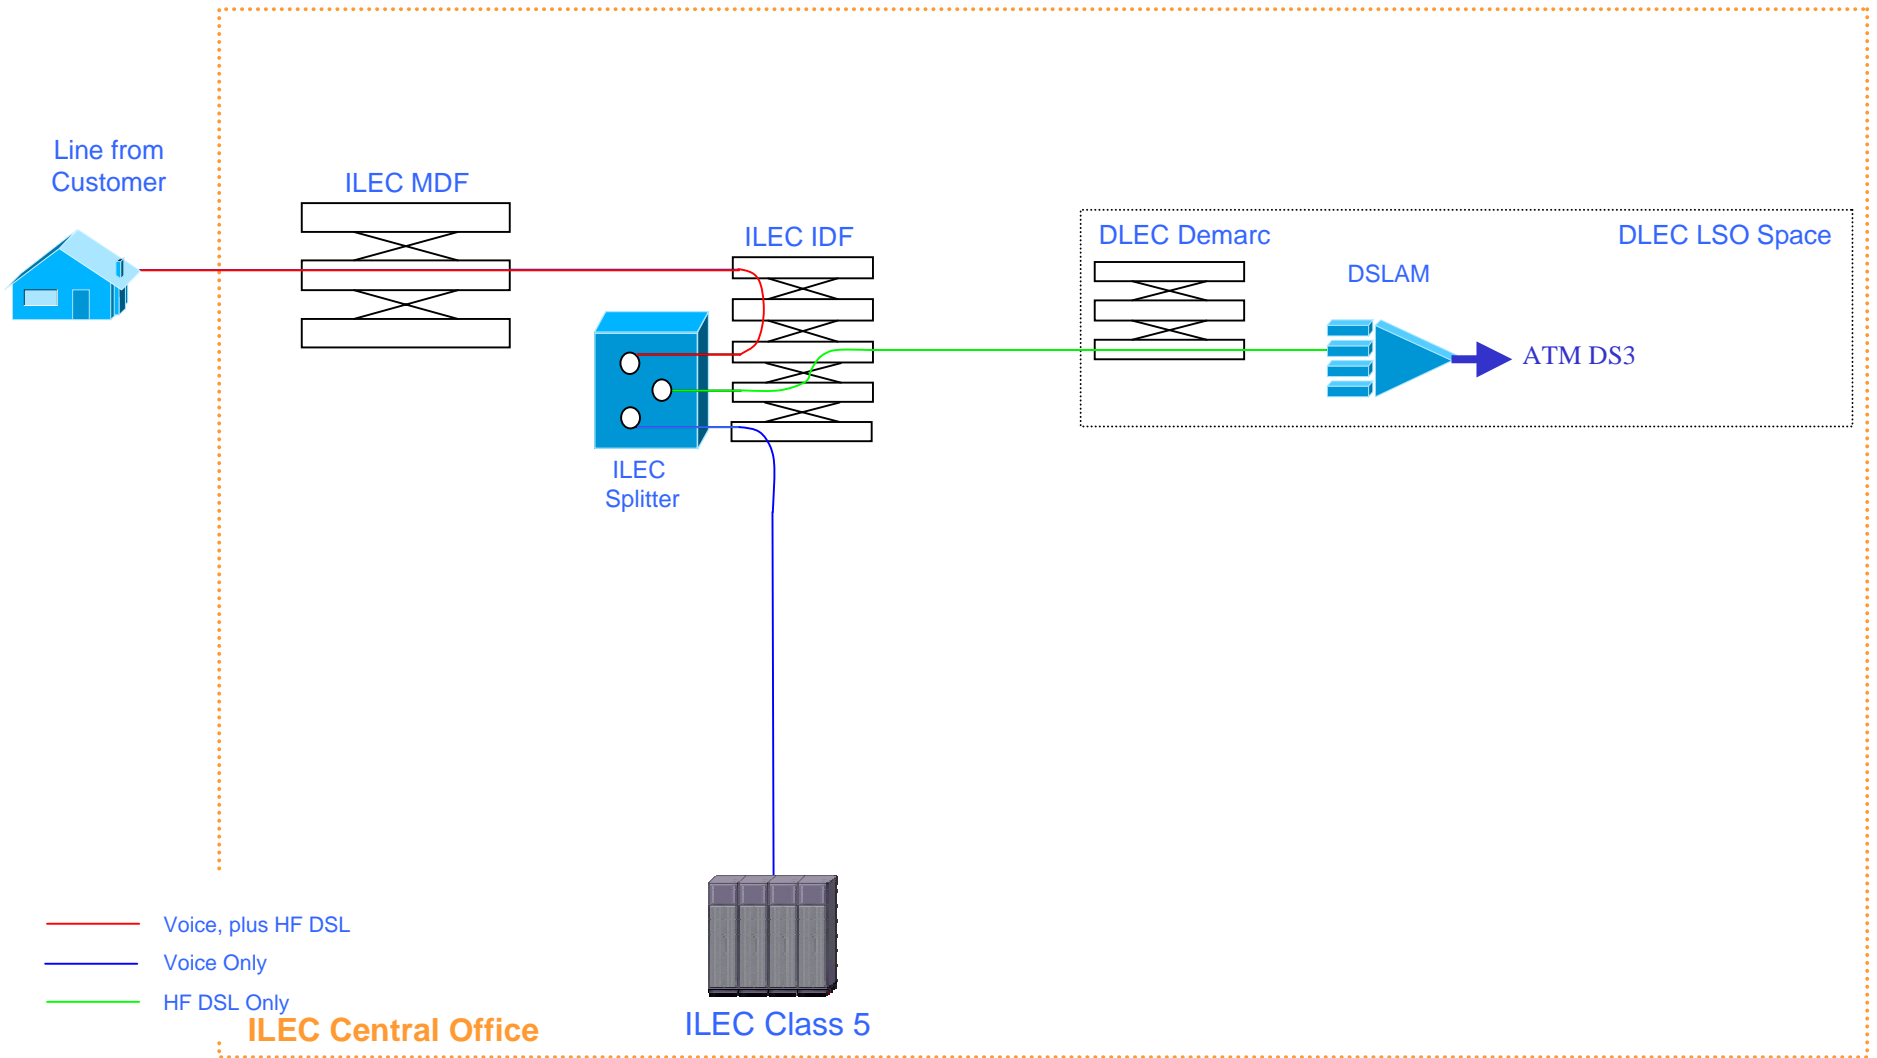 Line from
Customer
ILEC MDF
ILEC IDF
DLEC Demarc
DLEC LSO Space
DSLAM
ATM DS3
ILEC
Splitter
Voice, plus HF DSL
Voice Only
HF DSL Only
ILEC Central Office
ILEC Class 5